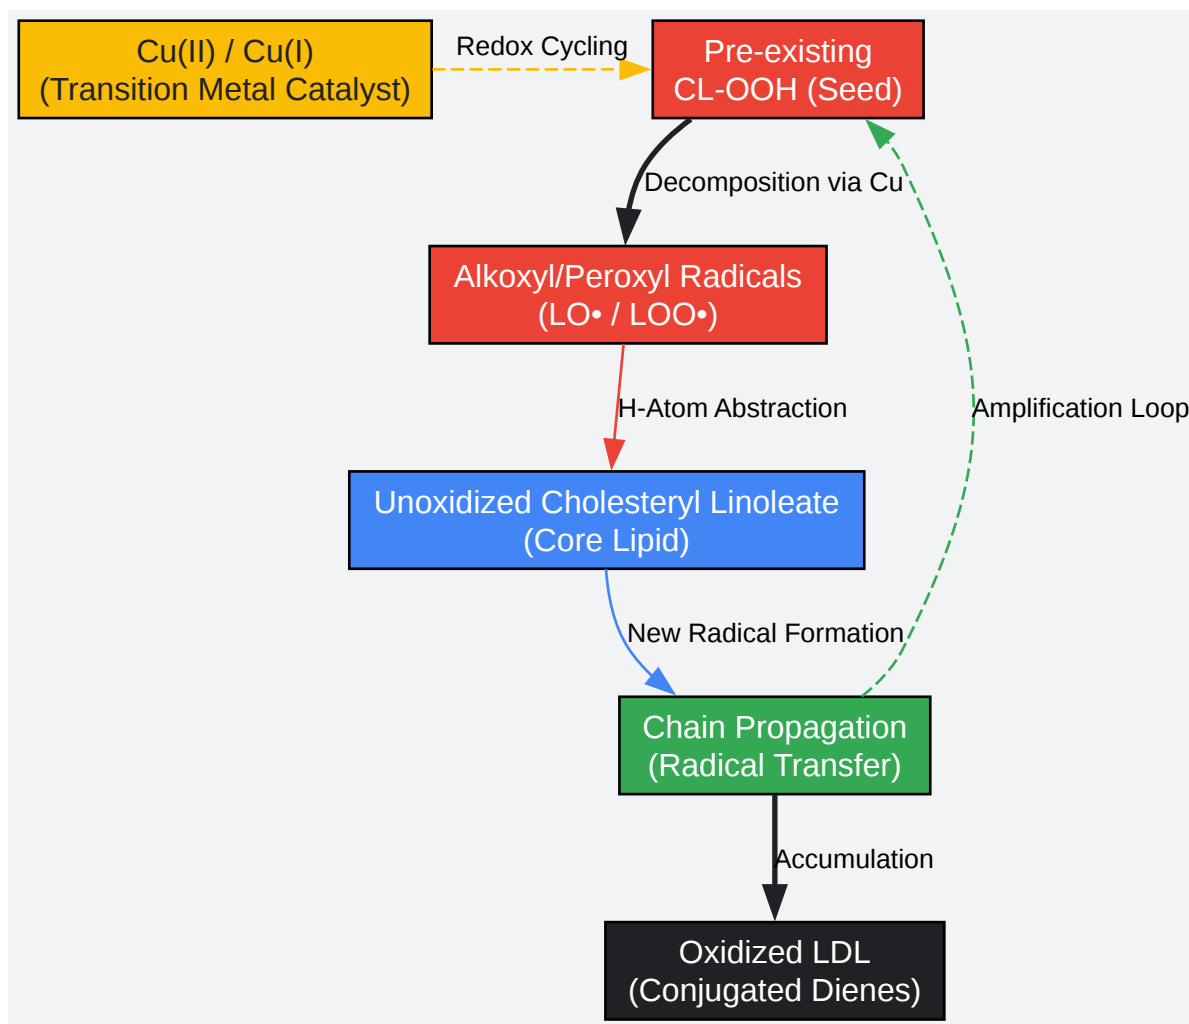 Cu(II) / Cu(I)
(Transition Metal Catalyst)
Redox Cycling
Pre-existing
CL-OOH (Seed)
Decomposition via Cu
Alkoxyl/Peroxyl Radicals
(LO• / LOO•)
H-Atom Abstraction
Amplification Loop
Unoxidized Cholesteryl Linoleate
(Core Lipid)
New Radical Formation
Chain Propagation
(Radical Transfer)
Accumulation
Oxidized LDL
(Conjugated Dienes)